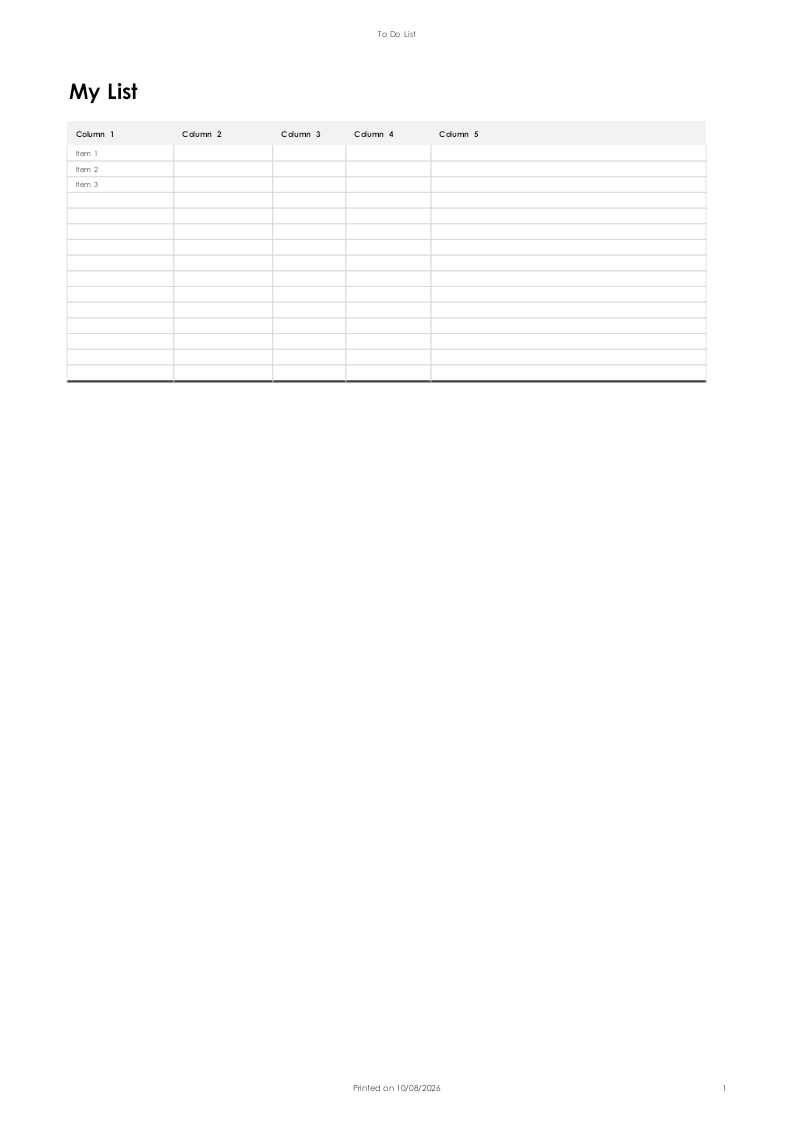 To Do List
My List
Column 1 Column 2 Column 3 Column 4 Column 5
Item 1
Item 2
Item 3
Printed on 10/08/2026 1